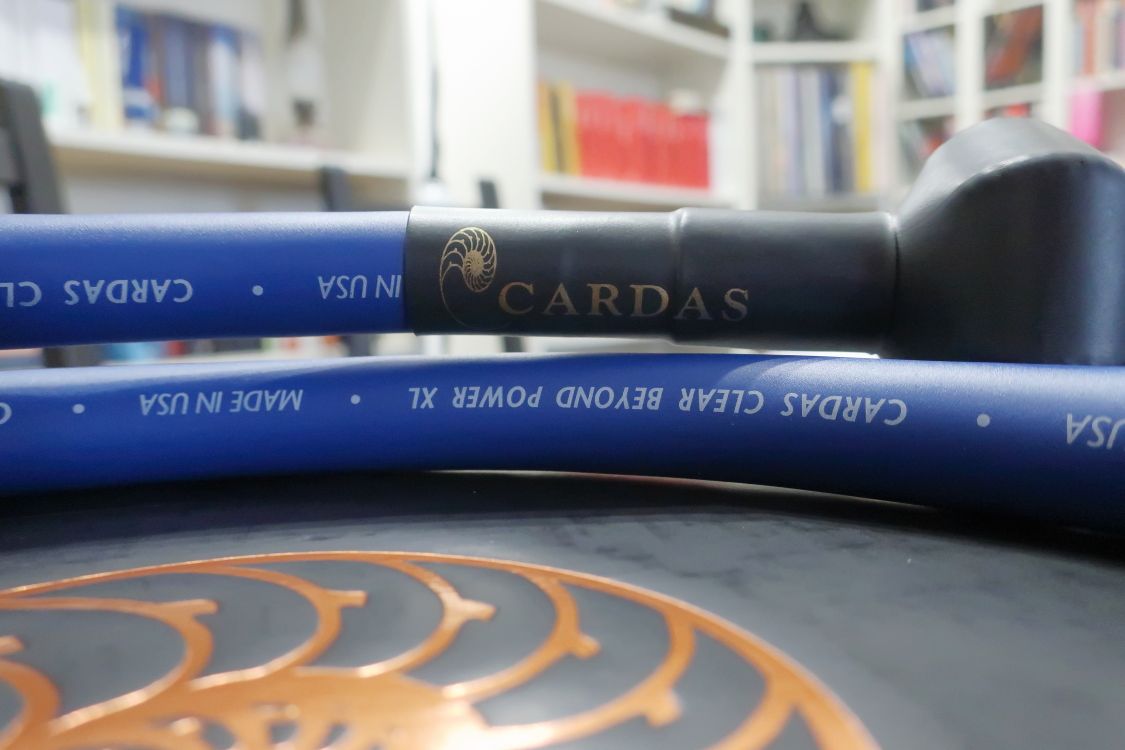 IN USA • CARDAS CL
CARDAS
USA • CARDAS CLEAR BEYOND POWER XL • MADE IN USA • C